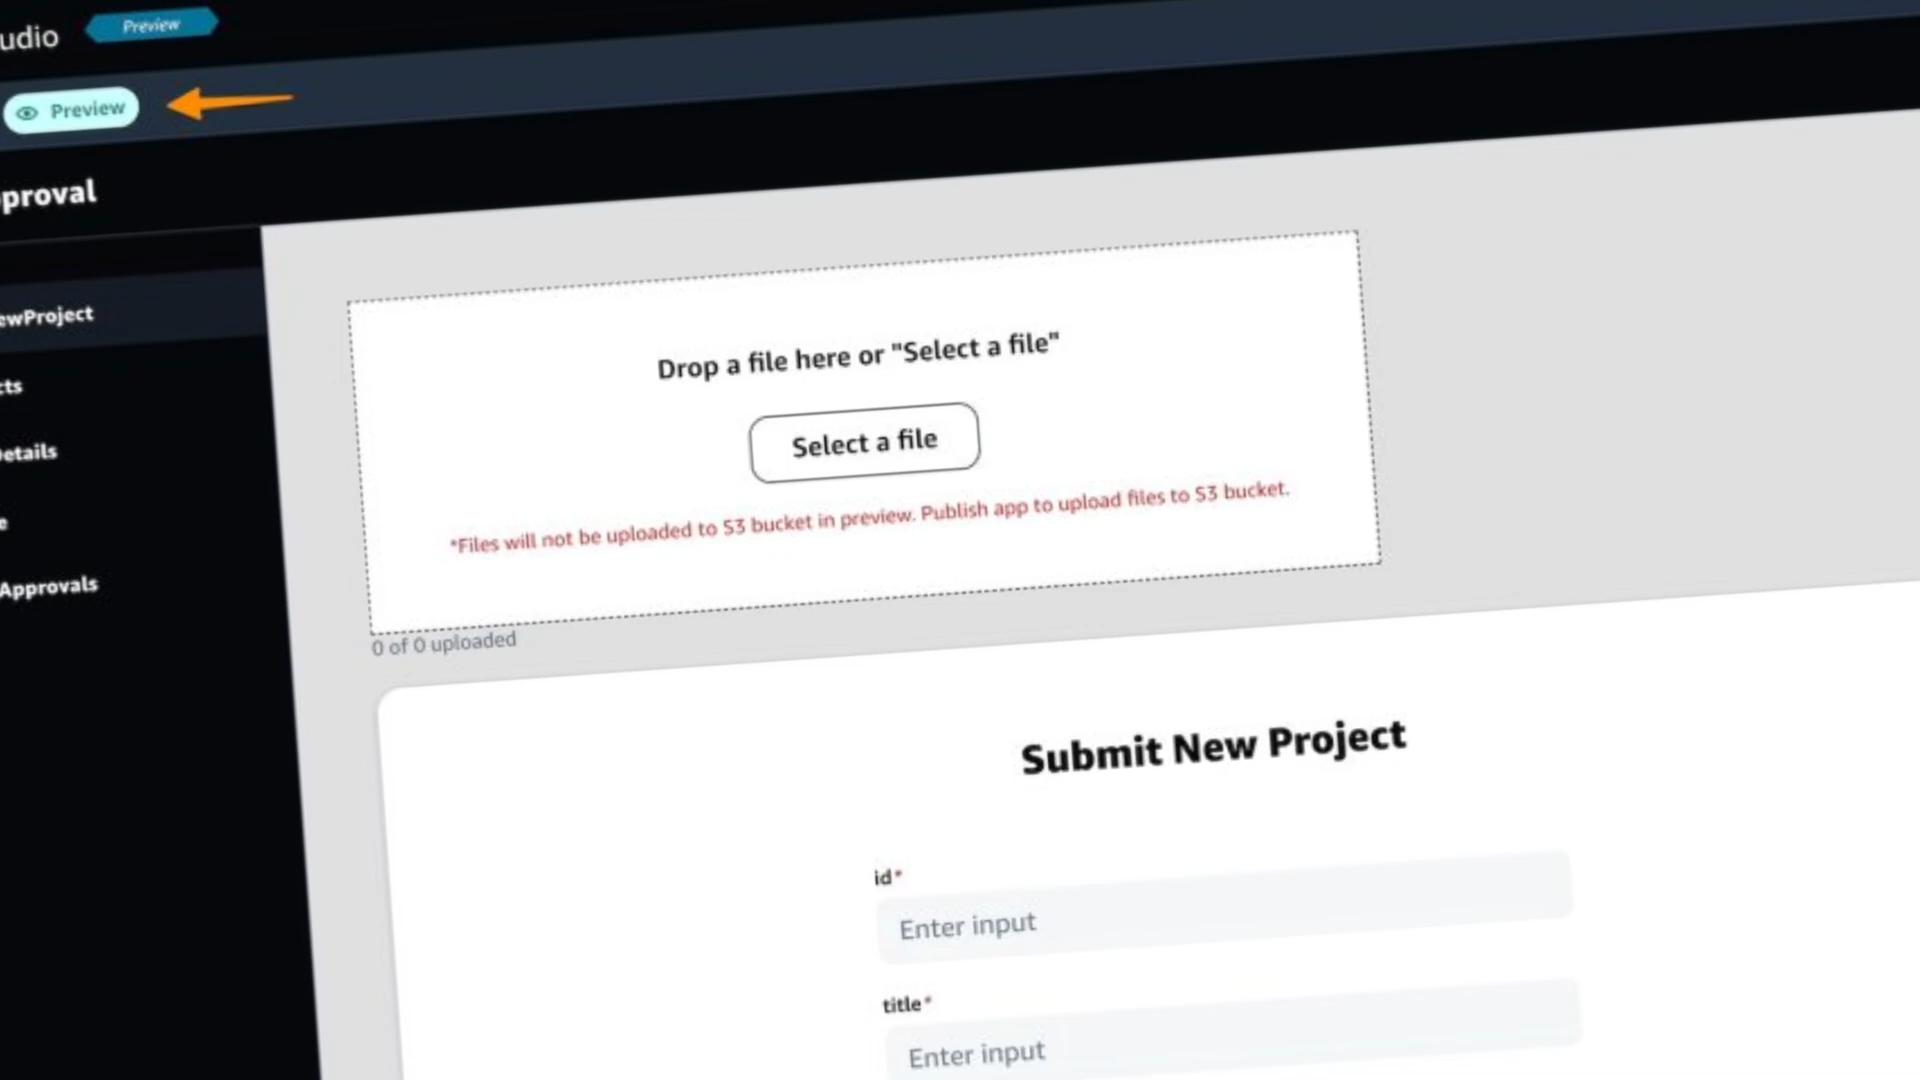 udio
Preview
Preview
proval
ewProject
cts
etails
e
Approvals
Drop a file here or "Select a file"
Select a file
*Files will not be uploaded to S3 bucket in preview. Publish app to upload files to S3 bucket.
0 of 0 uploaded
Submit New Project
id*
Enter input
title*
Enter input